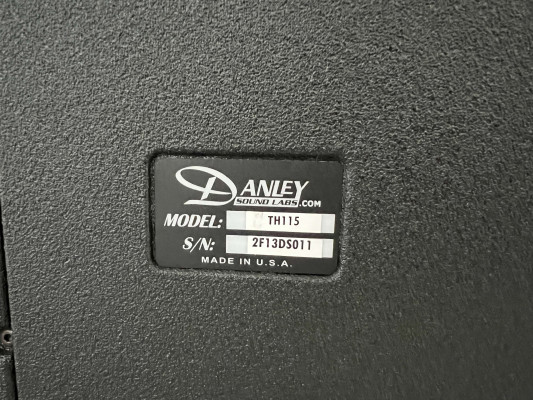 DANLEY
SOUND LABS.COM
MODEL: TH115
S/N: 2F13DS011
MADE IN U.S.A.